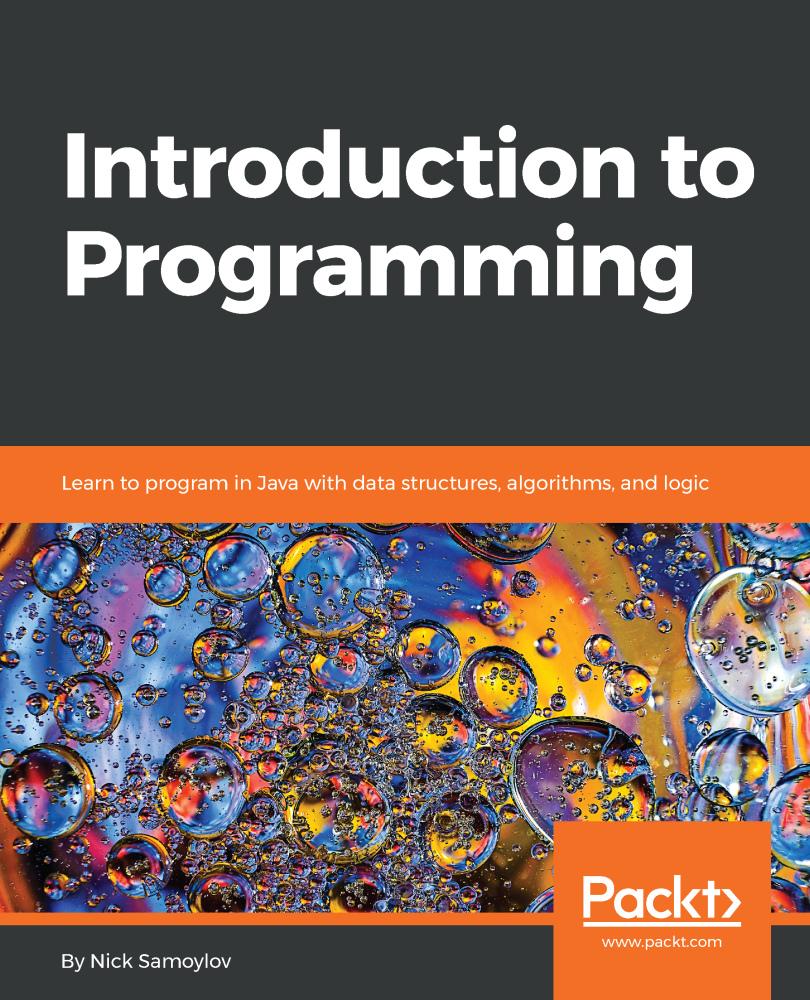 Introduction to
Programming
Learn to program in Java with data structures, algorithms, and logic
Packt>
www.packt.com
By Nick Samoylov